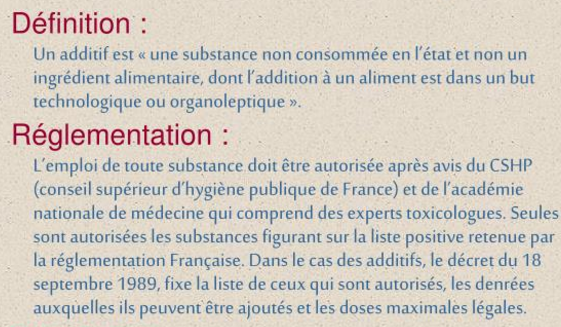 Définition :
Un additif est « une substance non consommée en l'état et non un
ingrédient alimentaire, dont l'addition à un aliment est dans un but
technologique ou organoleptique ».
Réglementation :
L'emploi de toute substance doit être autorisée après avis du CSHP
(conseil supérieur d'hygiène publique de France) et de l'académie
nationale de médecine qui comprend des experts toxicologues. Seules
sont autorisées les substances figurant sur la liste positive retenue par
la réglementation Française. Dans le cas des additifs, le décret du 18
septembre 1989, fixe la liste de ceux qui sont autorisés, les denrées
auxquelles ils peuvent être ajoutés et les doses maximales légales.